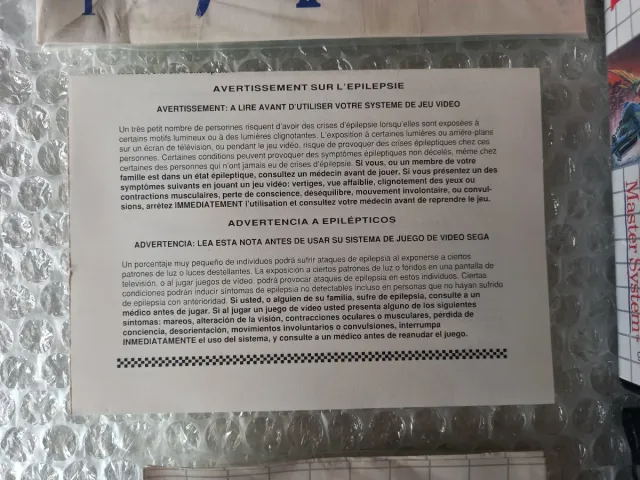 AVERTISSEMENT SUR L'EPILEPSIE
AVERTISSEMENT: A LIRE AVANT D'UTILISER VOTRE SYSTEME DE JEU VIDEO
Un très petit nombre de personnes risquent d'avoir des crises d'épilepsie lorsqu'elles sont exposées à
certains motifs lumineux ou à des lumières clignotantes. L'exposition à certaines lumières ou arrière-plans
sur un écran de télévision, ou pendant le jeu vidéo, risque de provoquer des crises épileptiques chez ces
personnes. Certaines conditions peuvent provoquer des symptômes épileptiques non décelés, même chez
certaines des personnes qui n'ont jamais eu de crises d'épilepsie. Si vous, ou un membre de votre
famille est dans un état épileptique, consultez un médecin avant de jouer. Si vous présentez un des
symptômes suivants en jouant un jeu vidéo: vertiges, vue affaiblie, clignotement des yeux ou
contractions musculaires, perte de conscience, déséquilibre, mouvement involontaire, ou convul-
sions, arrêtez IMMEDIATEMENT l'utilisation et consultez votre médecin avant de reprendre le jeu.
ADVERTENCIA A EPILÉPTICOS
ADVERTENCIA: LEA ESTA NOTA ANTES DE USAR SU SISTEMA DE JUEGO DE VIDEO SEGA
Un porcentaje muy pequeño de individuos podrá sufrir ataques de epilepsia al exponerse a ciertos
patrones de luz o luces destellantes. La exposición a ciertos patrones de luz o fondos en una pantalla de
televisión, o al jugar juegos de video, podrá provocar ataques de epilepsia en estos individuos. Ciertas
condiciones podrán inducir síntomas de epilepsia no detectables incluso en personas que no hayan sufrido
de epilepsia con anterioridad. Si usted, o alguien de su familia, sufre de epilepsia, consulte a un
médico antes de jugar. Si al jugar un juego de video usted presenta alguno de los siguientes
síntomas: mareos, alteración de la visión, contracciones oculares o musculares, pérdida de
conciencia, desorientación, movimientos involuntarios o convulsiones, interrumpa
INMEDIATAMENTE el uso del sistema, y consulte a un médico antes de reanudar el juego.
Master System